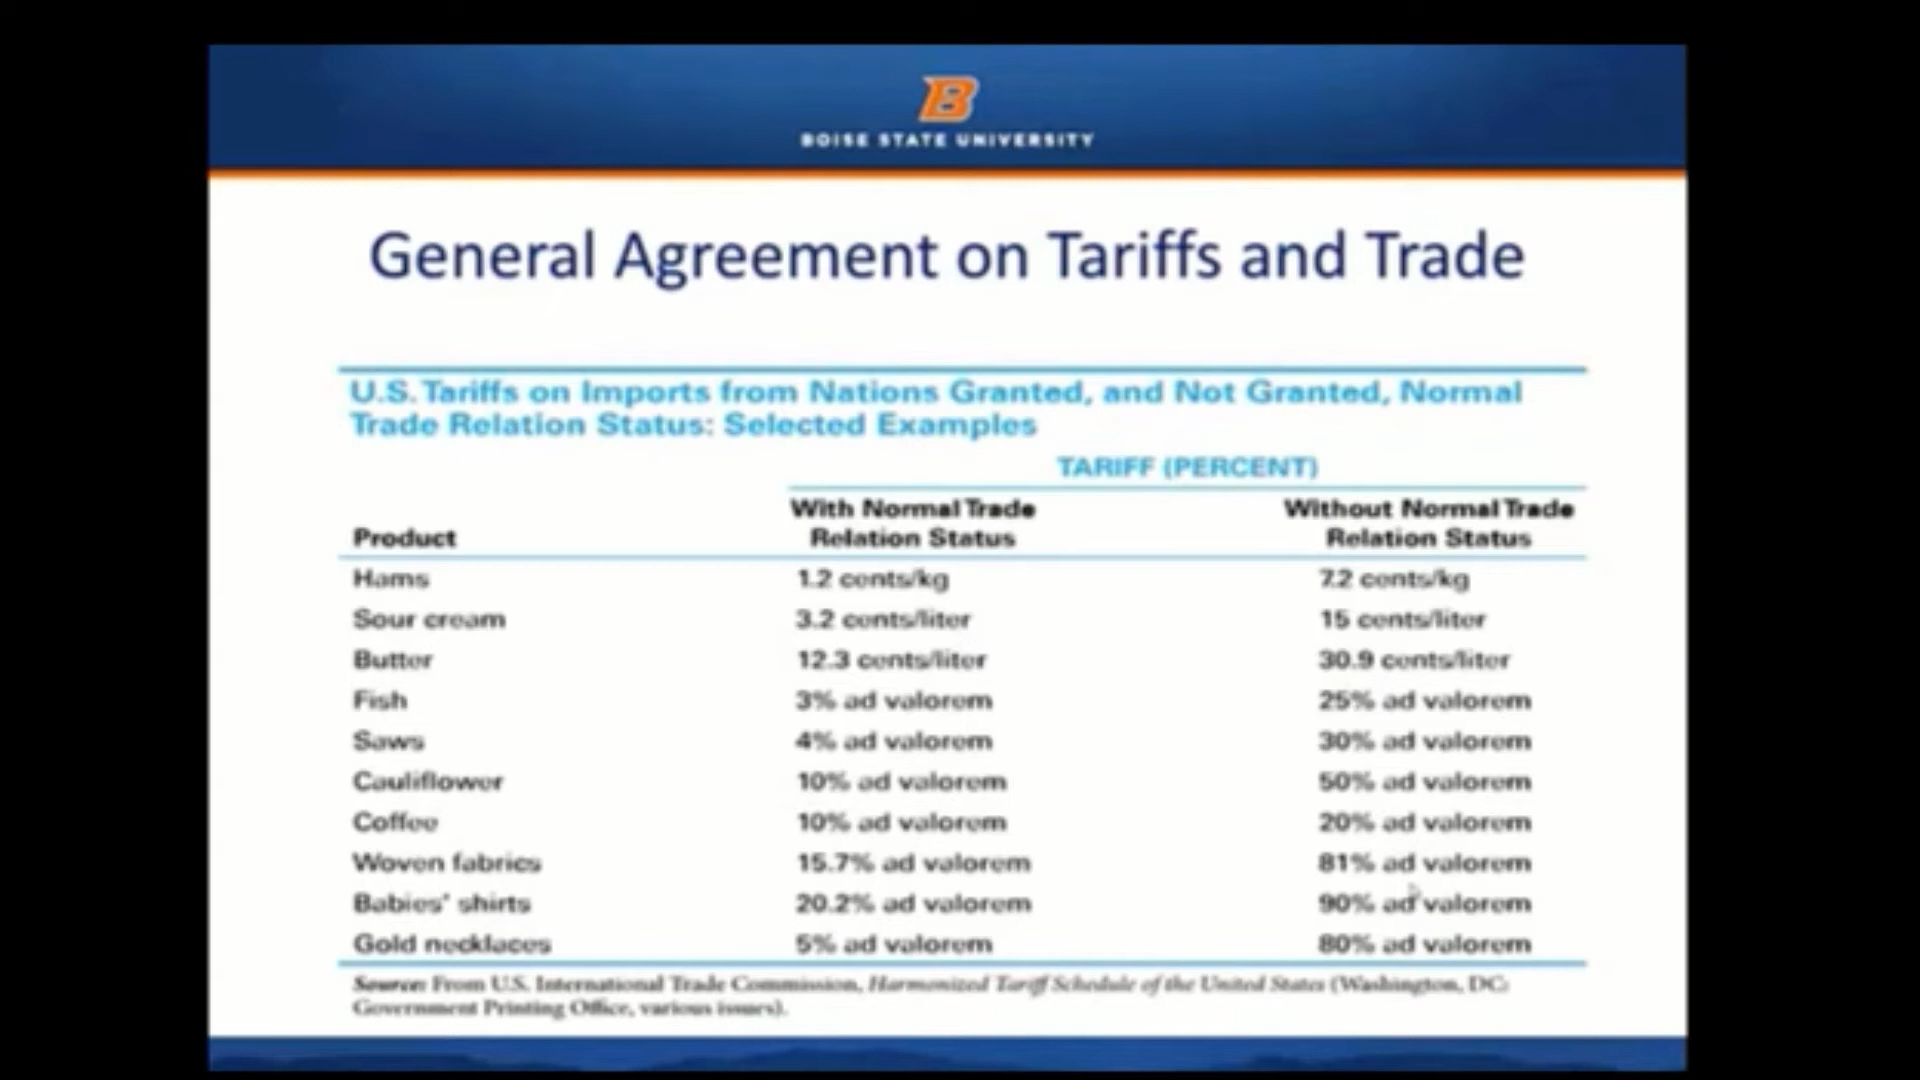 B
BOISE STATE UNIVERSITY
General Agreement on Tariffs and Trade
U.S. Tariffs on Imports from Nations Granted, and Not Granted, Normal
Trade Relation Status: Selected Examples
TARIFF (PERCENT)
With Normal Trade Without Normal Trade
Product Relation Status Relation Status
Hams 1.2 cents/kg 7.2 cents/kg
Sour cream 3.2 cents/liter 15 cents/liter
Butter 12.3 cents/liter 30.9 cents/liter
Fish 3% ad valorem 25% ad valorem
Saws 4% ad valorem 30% ad valorem
Cauliflower 10% ad valorem 50% ad valorem
Coffee 10% ad valorem 20% ad valorem
Woven fabrics 15.7% ad valorem 81% ad valorem
Babies' shirts 20.2% ad valorem 90% ad valorem
Gold necklaces 5% ad valorem 80% ad valorem
Source: From U.S. International Trade Commission, Harmonized Tariff Schedule of the United States (Washington, DC:
Government Printing Office, various issues).